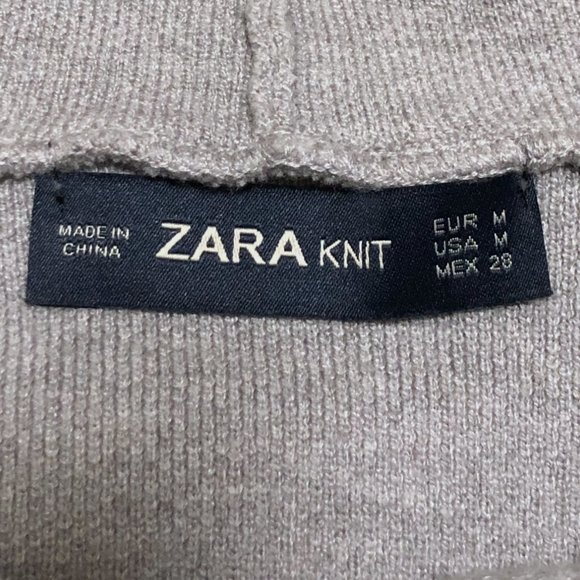 MADE IN
CHINA
ZARA KNIT
EUR M
USA M
MEX 28